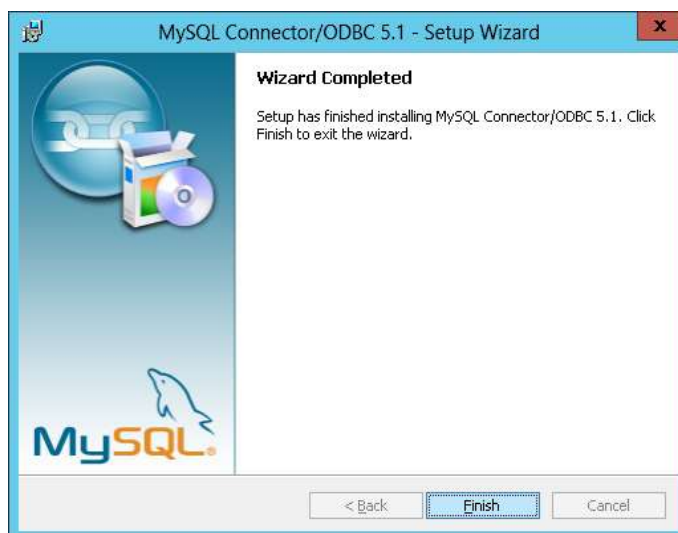 MySQL Connector/ODBC 5.1 - Setup Wizard
x
Wizard Completed
Setup has finished installing MySQL Connector/ODBC 5.1. Click
Finish to exit the wizard.
MySQL®
< Back
Finish
Cancel